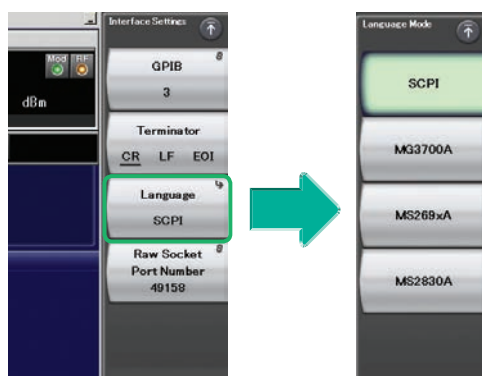 Mod RF
dBm
Interface Settings
GPIB
3
Terminator
CR LF EOI
Language
SCPI
Raw Socket
Port Number
49158
Language Mode
SCPI
MG3700A
MS269xA
MS2830A